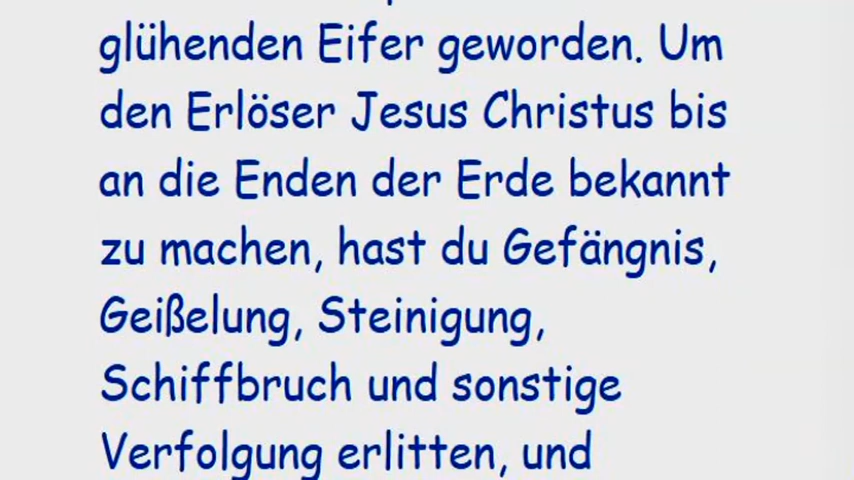 glühenden Eifer geworden. Um
den Erlöser Jesus Christus bis
an die Enden der Erde bekannt
zu machen, hast du Gefängnis,
Geißelung, Steinigung,
Schiffbruch und sonstige
Verfolgung erlitten, und